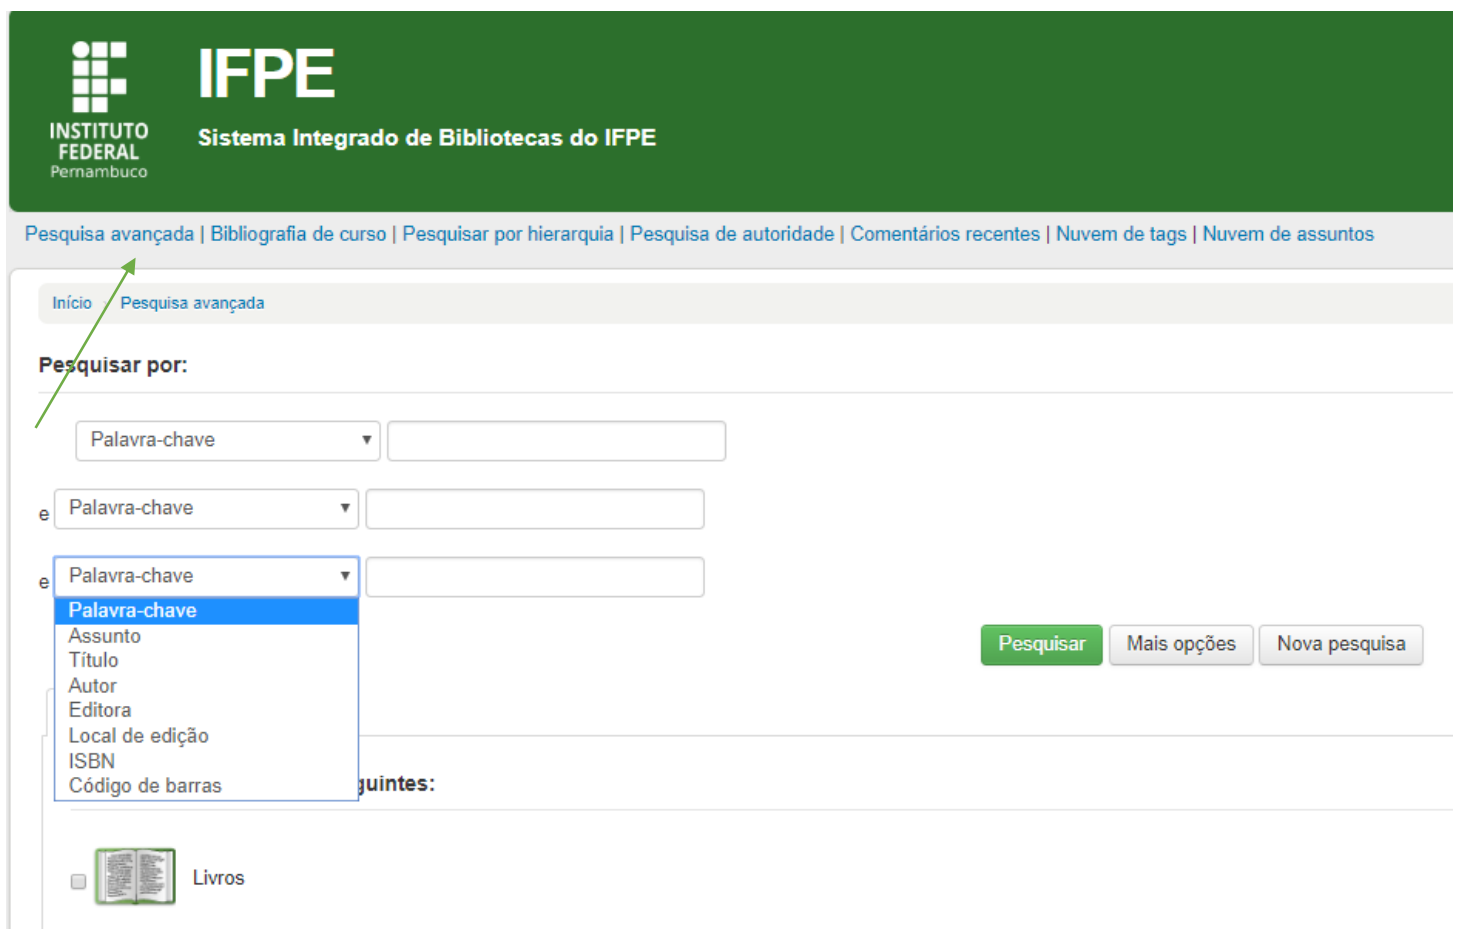 IFPE
INSTITUTO
FEDERAL
Pernambuco
Sistema Integrado de Bibliotecas do IFPE
Pesquisa avançada | Bibliografia de curso | Pesquisar por hierarquia | Pesquisa de autoridade | Comentários recentes | Nuvem de tags | Nuvem de assuntos
Início Pesquisa avançada
Pesquisar por:
Palavra-chave
e Palavra-chave
e Palavra-chave
Palavra-chave
Assunto
Título
Autor
Editora
Local de edição
ISBN
Código de barras
Pesquisar Mais opções Nova pesquisa
guintes:
Livros